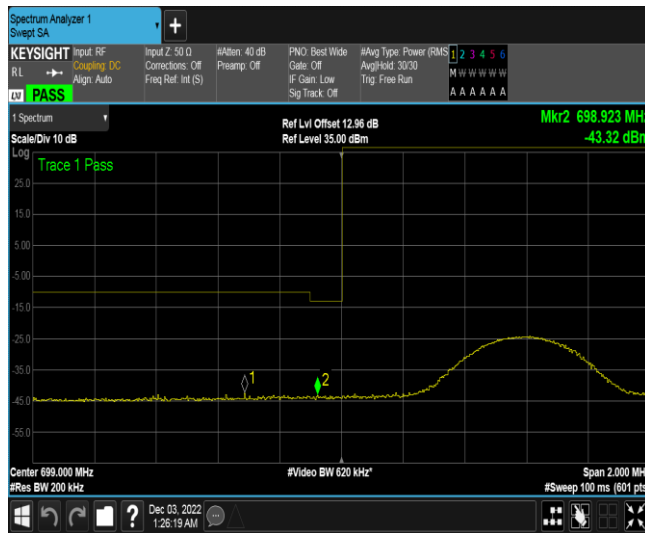 Spectrum Analyzer 1
Swept SA
+
KEYSIGHT Input: RF Input Z: 50 Ω #Atten: 40 dB PNO: Best Wide #Avg Type: Power (RMS 1 2 3 4 5 6
RL Coupling: DC Corrections: Off Preamp: Off Gate: Off Avg|Hold: 30/30 M W W W W W
Align: Auto Freq Ref: Int (S) IF Gain: Low Trig: Free Run
LXI PASS Sig Track: Off A A A A A A
1 Spectrum Ref Lvl Offset 12.96 dB Mkr2 698.923 MHz
Scale/Div 10 dB Ref Level 35.00 dBm -43.32 dBm
Log
Trace 1 Pass
25.0
15.0
5.00
-5.00
-15.0
-25.0
-35.0
1
2
-45.0
-55.0
Center 699.000 MHz #Video BW 620 kHz* Span 2.000 MH
#Res BW 200 kHz #Sweep 100 ms (601 pts
? Dec 03, 2022
1:26:19 AM